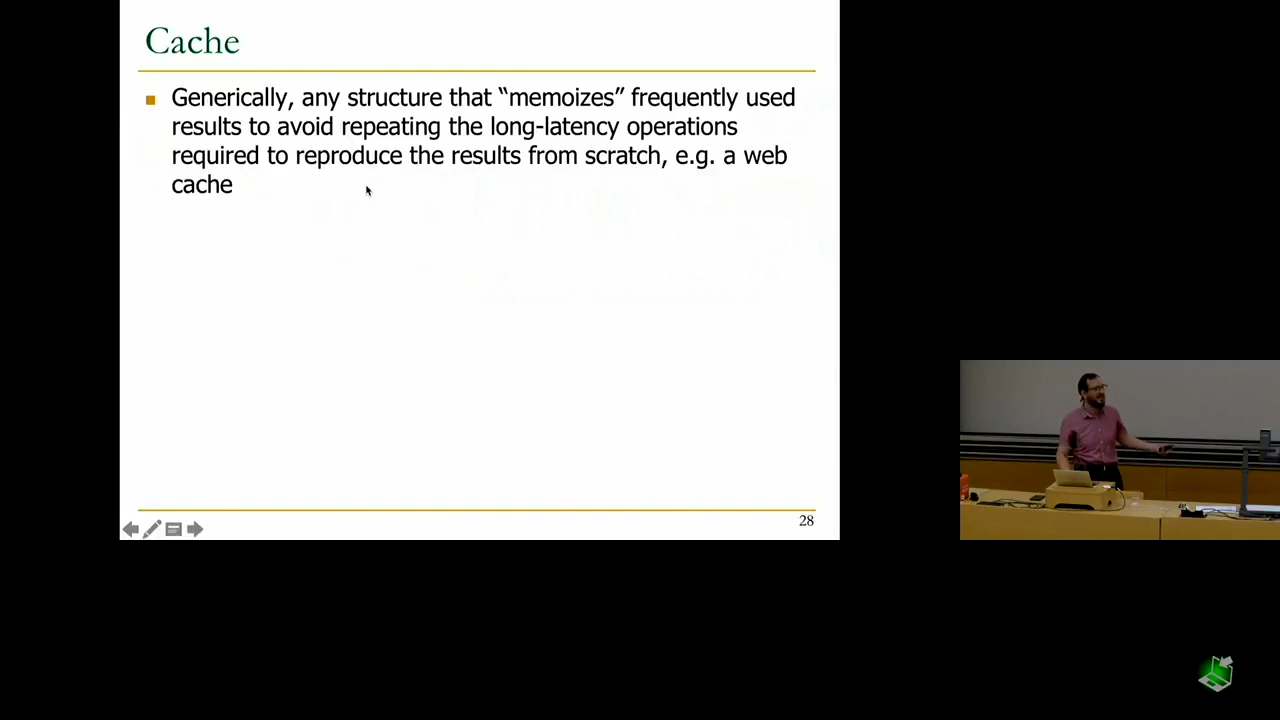 Cache
Generically, any structure that “memoizes” frequently used
results to avoid repeating the long-latency operations
required to reproduce the results from scratch, e.g. a web
cache
28